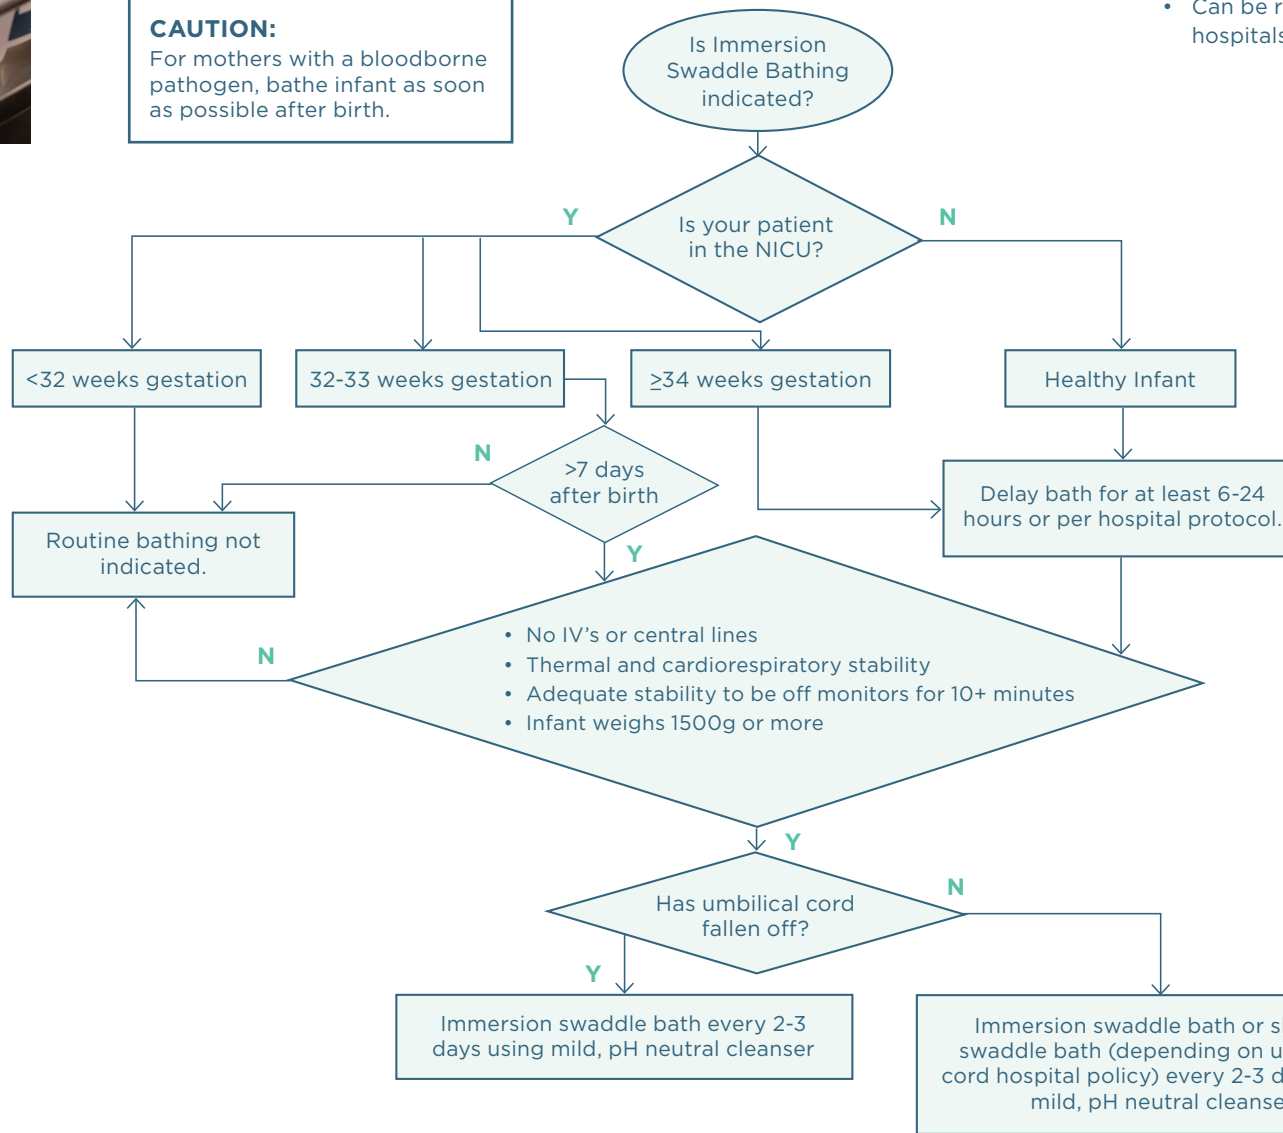 CAUTION:
For mothers with a bloodborne
pathogen, bathe infant as soon
as possible after birth.
• Can be
hospitals
Is Immersion
Swaddle Bathing
indicated?
Is your patient
in the NICU?
Y
N
<32 weeks gestation
32-33 weeks gestation
≥34 weeks gestation
Healthy Infant
>7 days
after birth
N
Y
Delay bath for at least 6-24
hours or per hospital protocol.
Routine bathing not
indicated.
• No IV's or central lines
• Thermal and cardiorespiratory stability
• Adequate stability to be off monitors for 10+ minutes
• Infant weighs 1500g or more
N
Y
Has umbilical cord
fallen off?
N
Y
Immersion swaddle bath every 2-3
days using mild, pH neutral cleanser
Immersion swaddle bath or
swaddle bath (depending on
cord hospital policy) every 2-3
mild, pH neutral